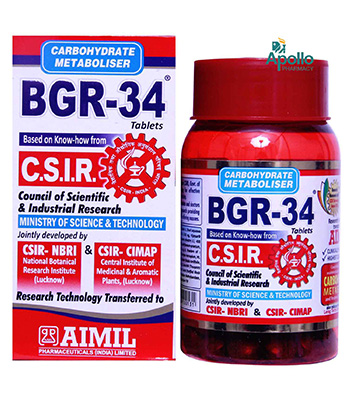 Apollo
PHARMACY
CARBOHYDRATE
METABOLISER
BGR-34®
Tablets
Based on Know-how from
C.S.I.R.
Council of Scientific
& Industrial Research
MINISTRY OF SCIENCE & TECHNOLOGY
Jointly developed by
CSIR- NBRI & CSIR- CIMAP
National Botanical
Research Institute
(Lucknow)
Central Institute of
Medicinal & Aromatic
Plants, (Lucknow)
Research Technology Transferred to
AIMIL
PHARMACEUTICALS (INDIA) LIMITED
CARBOHYDRATE
METABOLISER
BGR-34
Tablets
Based on Know-how from
C.S.I.R.
Council of Scientific
& Industrial Research
MINISTRY OF SCIENCE & TECHNOLOGY
Jointly developed by
CSIR- NBRI & CSIR- CIMAP